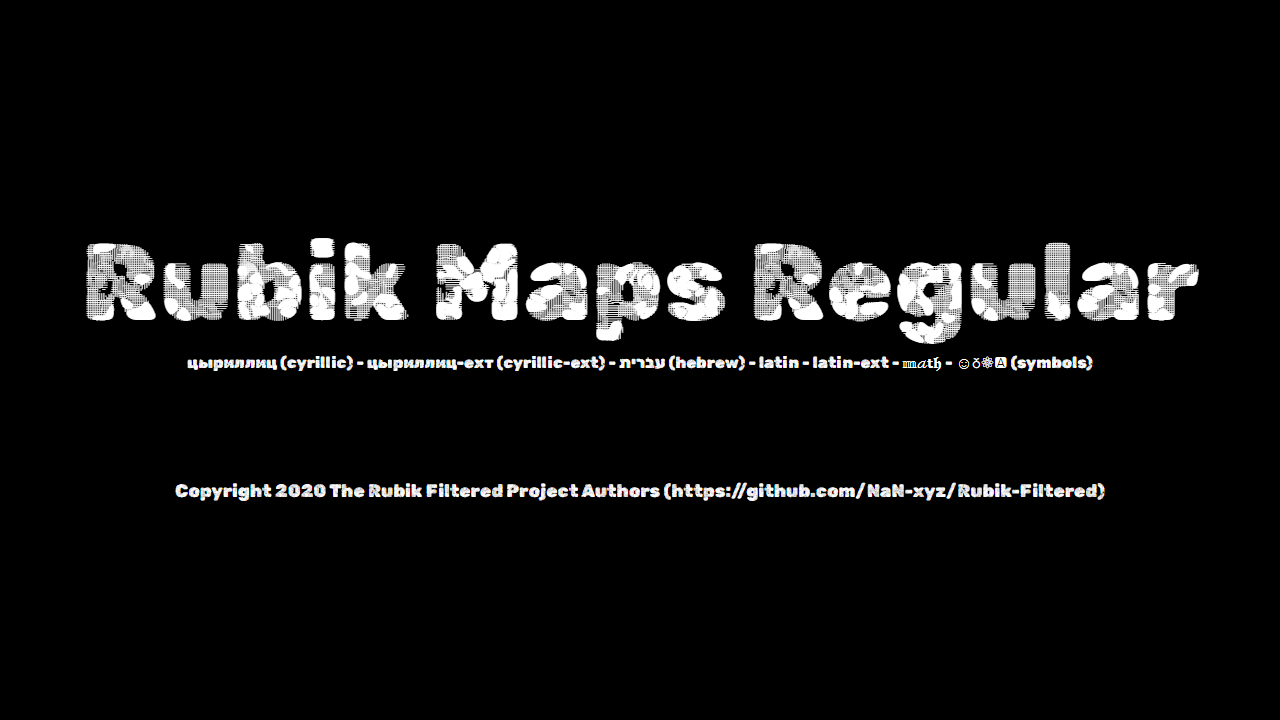 Rubik Maps Regular
цыриллиц (cyrillic) - цыриллиц-ехт (cyrillic-ext) - עברית (hebrew) - latin - latin-ext - 𝕞𝒶𝐭𝔥 - ☺♁⚛🅰 (symbols)
Copyright 2020 The Rubik Filtered Project Authors (https://github.com/NaN-xyz/Rubik-Filtered)